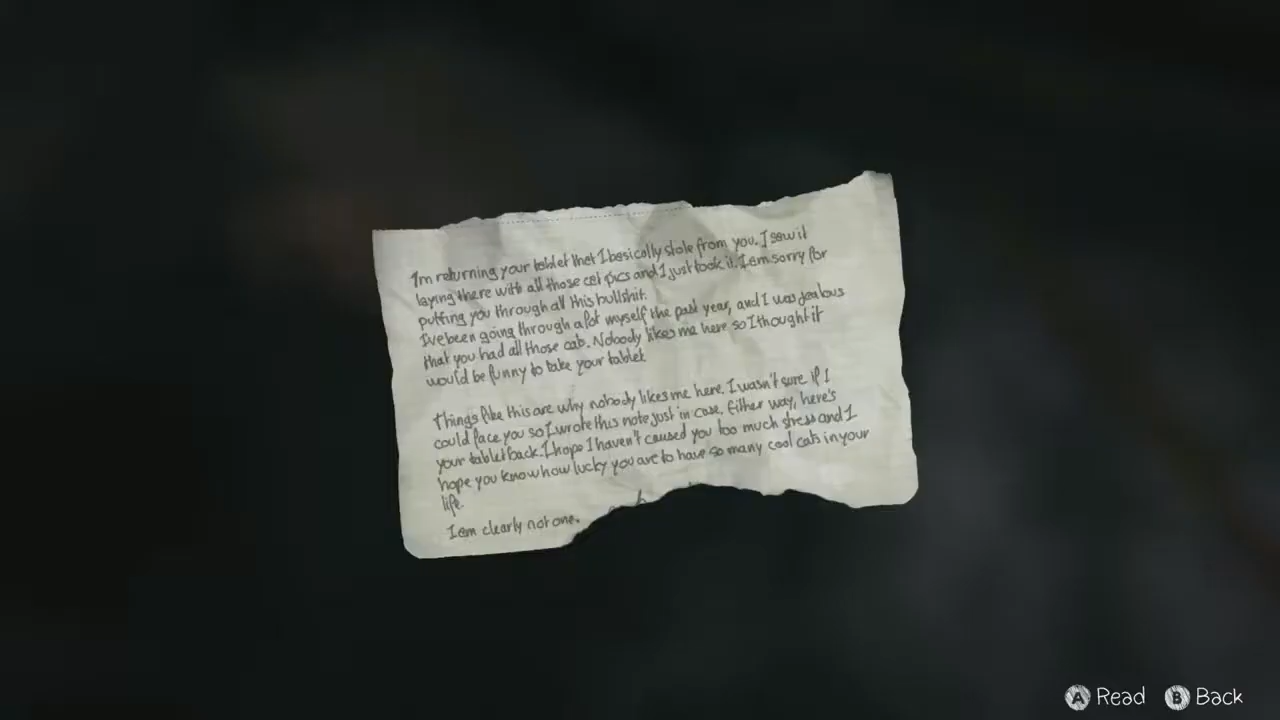 I'm returning your tablet that I basically stole from you. I saw it
laying there with all those cat pics and I just took it. I am sorry for
putting you through all this bullshit.
I've been going through a lot myself the past year, and I was jealous
that you had all those cats. Nobody likes me here so I thought it
would be funny to take your tablet
Things like this are why nobody likes me here. I wasn't sure if I
could face you so I wrote this note just in case. Either way, here's
your tablet back. I hope I haven't caused you too much stress and I
hope you know how lucky you are to have so many cool cats in your
life.
I am clearly not one.
A Read B Back